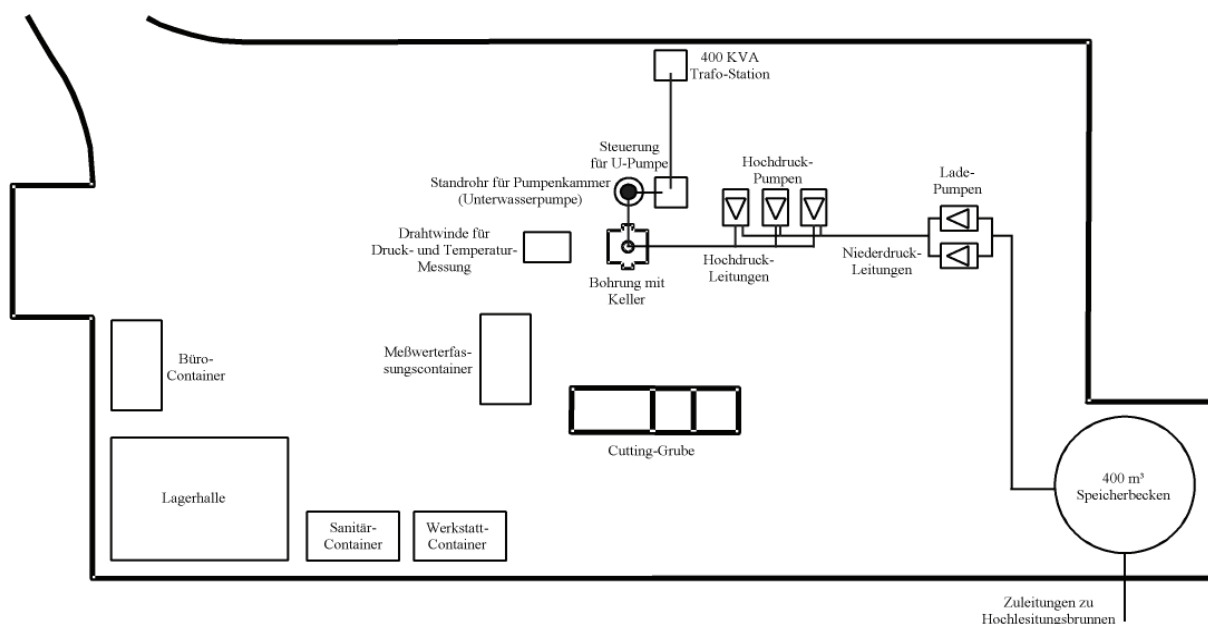 400 KVA
Trafo-Station
Steuerung
für U-Pumpe
Hochdruck-
Pumpen
Lade-
Pumpen
Standrohr für Pumpenkammer
(Unterwasserpumpe)
Drahtwinde für
Druck- und Temperatur-
Messung
Hochdruck-
Leitungen
Niederdruck-
Leitungen
Bohrung mit
Keller
Büro-
Container
Meßwerterfas-
sungscontainer
Cutting-Grube
Lagerhalle
400 m³
Speicherbecken
Sanitär-
Container
Werkstatt-
Container
Zuleitungen zu
Hochlesitungsbrunnen